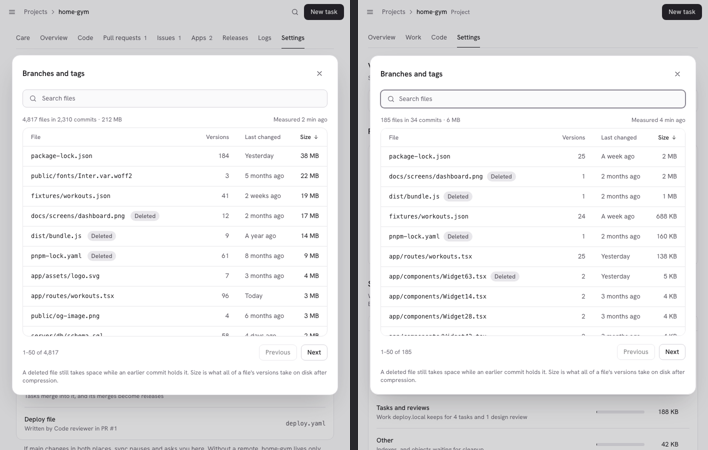 Projects > home-gym
New task
Care Overview Code Pull requests 1 Issues 1 Apps 2 Releases Logs Settings
Branches and tags
Search files
4,817 files in 2,310 commits · 212 MB Measured 2 min ago
File Versions Last changed Size ↓
package-lock.json 184 Yesterday 38 MB
public/fonts/Inter.var.woff2 3 5 months ago 22 MB
fixtures/workouts.json 41 2 weeks ago 19 MB
docs/screens/dashboard.png Deleted 12 2 months ago 17 MB
dist/bundle.js Deleted 9 A year ago 14 MB
pnpm-lock.yaml Deleted 61 8 months ago 9 MB
app/assets/logo.svg 7 3 months ago 4 MB
app/routes/workouts.tsx 96 Today 3 MB
public/og-image.png 4 6 months ago 3 MB
1-50 of 4,817 Previous Next
A deleted file still takes space while an earlier commit holds it. Size is what all of a file's versions take on disk after
compression.
Deploy file
Written by Code reviewer in PR #1 deploy.yaml
Projects > home-gym Project
New task
Overview Work Code Settings
Branches and tags
Search files
185 files in 34 commits · 6 MB Measured 4 min ago
File Versions Last changed Size ↓
package-lock.json 25 A week ago 2 MB
docs/screens/dashboard.png Deleted 1 2 months ago 2 MB
dist/bundle.js Deleted 1 2 months ago 1 MB
fixtures/workouts.json 24 A week ago 688 KB
pnpm-lock.yaml Deleted 1 2 months ago 160 KB
app/routes/workouts.tsx 25 Yesterday 138 KB
app/components/Widget63.tsx Deleted 2 Yesterday 5 KB
app/components/Widget14.tsx 2 3 months ago 4 KB
app/components/Widget28.tsx 2 3 months ago 4 KB
1-50 of 185 Previous Next
A deleted file still takes space while an earlier commit holds it. Size is what all of a file's versions take on disk after
compression.
Tasks and reviews
Work deploy.local keeps for 4 tasks and 1 design review 188 KB
Other 42 KB